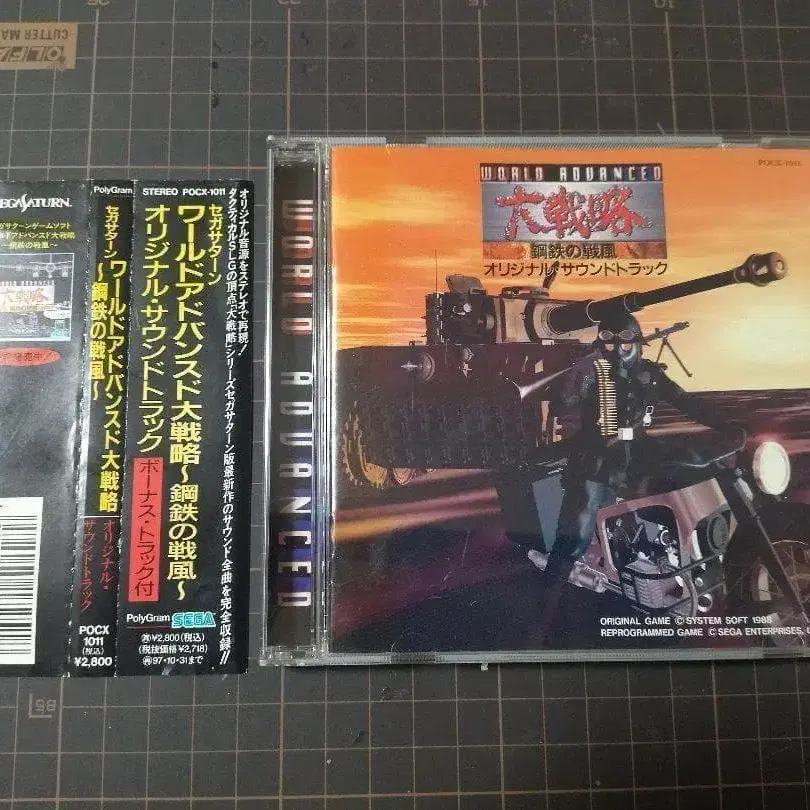 OLFA
CUTTER MA
SEGASATURN
ガサターンゲームソフト
ールドアドバンスド大戦略
〜鋼鉄の戦風〜
PolyGram
セガサターン
ワールドアドバンスド大戦略
〜鋼鉄の戦風〜
オリジナル・
サウンドトラック
POCX
1011
(税込)
¥2,800
STEREO POCX-1011
オリジナル音源をステレオで再現!
タクティカルSLGの頂点「大戦略」シリーズセガサターン版最新作のサウンド全曲を完全収録!!
セガサターン
ワールドアドバンスド大戦略〜鋼鉄の戦風〜
オリジナル・サウンドトラック
ボーナス・トラック付
PolyGram SEGA
¥2,800(税込)
(税抜価格¥2,718)
97・10・31まで
WORLD ADVANCED
POCX-1011
WORLD ADVANCED
大戦略
鋼鉄の戦風
オリジナル・サウンドトラック
ORIGINAL GAME ©SYSTEM SOFT 1988
REPROGRAMMED GAME © SEGA ENTERPRISES, L
B5